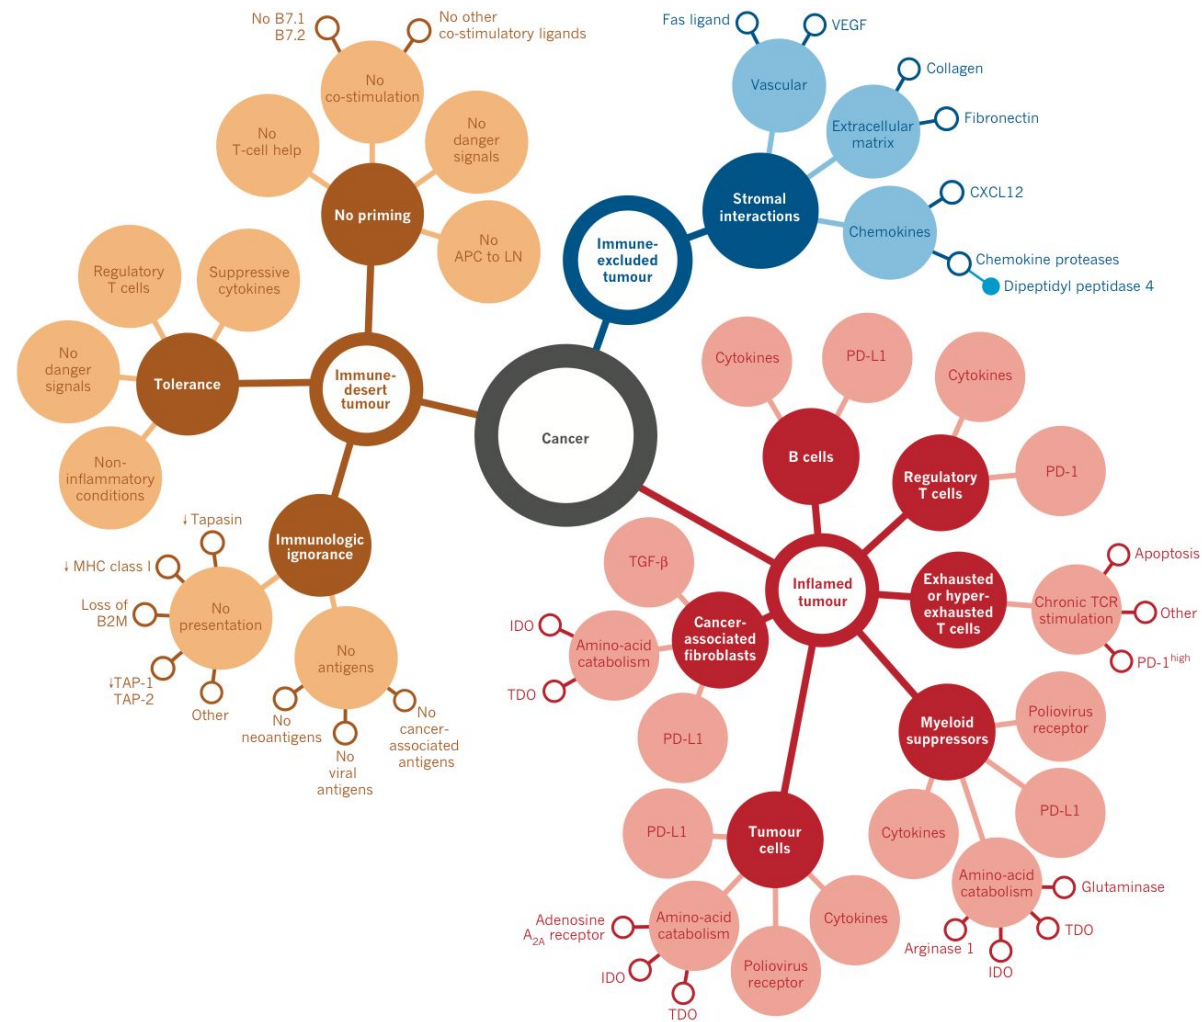 No B7.1
B7.2
No other
co-stimulatory ligands
No
co-stimulation
No
T-cell help
No
danger
signals
No priming
No
APC to LN
Regulatory
T cells
Suppressive
cytokines
No
danger
signals
Tolerance
Non-
inflammatory
conditions
Immune-
desert
tumour
Immunologic
ignorance
↓ Tapasin
↓ MHC class I
Loss of
B2M
↓TAP-1
TAP-2
Other
No
presentation
No
antigens
No
neoantigens
No
viral
antigens
No
cancer-
associated
antigens
Cancer
Immune-
excluded
tumour
Stromal
interactions
Fas ligand
VEGF
Vascular
Collagen
Extracellular
matrix
Fibronectin
CXCL12
Chemokines
Chemokine proteases
Dipeptidyl peptidase 4
Inflamed
tumour
Cytokines
PD-L1
B cells
Cytokines
Regulatory
T cells
PD-1
Exhausted
or hyper-
exhausted
T cells
Chronic TCR
stimulation
Apoptosis
Other
PD-1high
Myeloid
suppressors
Poliovirus
receptor
PD-L1
Cytokines
Amino-acid
catabolism
Glutaminase
TDO
IDO
Arginase 1
TGF-β
Cancer-
associated
fibroblasts
IDO
Amino-acid
catabolism
TDO
PD-L1
Tumour
cells
PD-L1
Amino-acid
catabolism
Adenosine
A2A receptor
IDO
TDO
Poliovirus
receptor
Cytokines